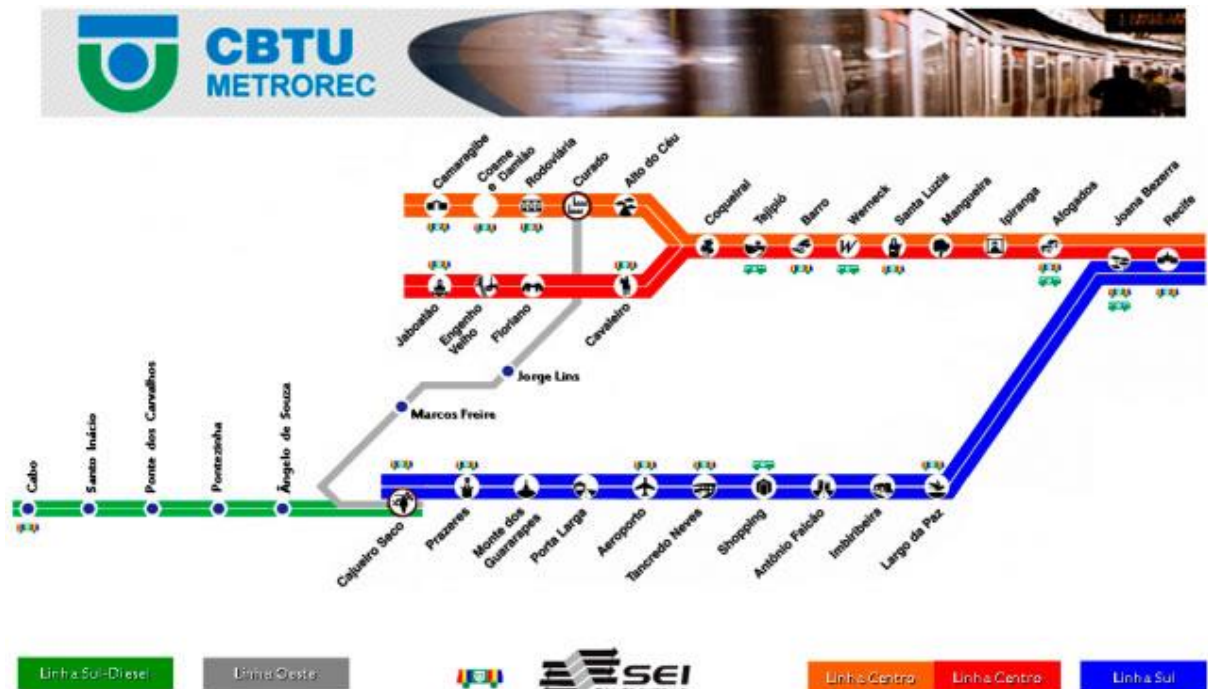 CBTU
METROREC
Camaragibe
Cosme
e Damião
Rodoviária
Curado
Alto do Céu
Coqueiral
Tejipió
Barro
Werneck
Santa Luzia
Mangueira
Ipiranga
Afogados
Joana Bezerra
Recife
W
Jaboatão
Engenho
Velho
Floriano
Cavaleiro
Jorge Lins
Marcos Freire
Cabo
Santo Inácio
Ponte dos Carvalhos
Pontezinha
Ângelo de Souza
Cajueiro Seco
Prazeres
Monte dos
Guararapes
Porta Larga
Aeroporto
Tancredo Neves
Shopping
Antônio Falcão
Imbiribeira
Largo da Paz
Linha Sul-Diesel
Linha Oeste
SEI
Linha Centro
Linha Centro
Linha Sul